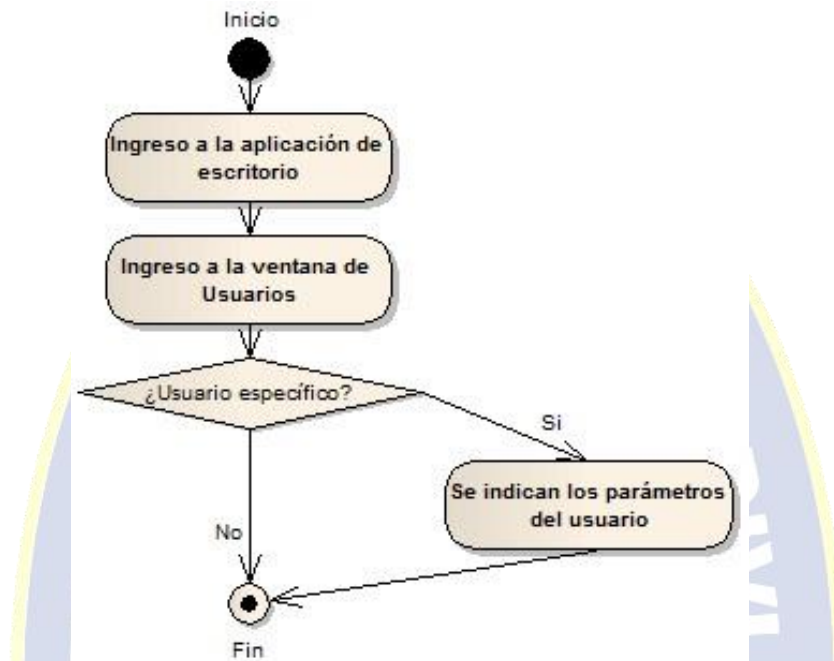 Inicio
Ingreso a la aplicación de
escritorio
Ingreso a la ventana de
Usuarios
¿Usuario específico?
Si
Se indican los parámetros
del usuario
No
Fin